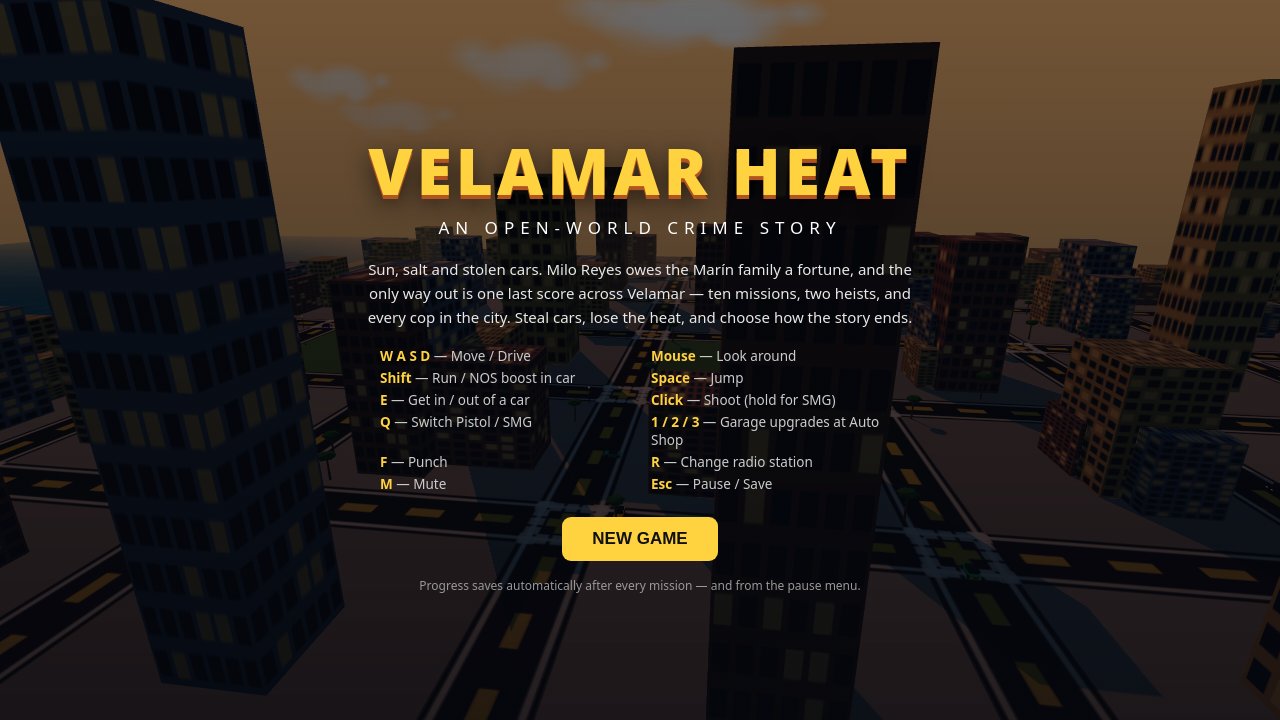 VELAMAR HEAT
AN OPEN-WORLD CRIME STORY
Sun, salt and stolen cars. Milo Reyes owes the Marín family a fortune, and the
only way out is one last score across Velamar — ten missions, two heists, and
every cop in the city. Steal cars, lose the heat, and choose how the story ends.
W A S D — Move / Drive
Mouse — Look around
Shift — Run / NOS boost in car
Space — Jump
E — Get in / out of a car
Click — Shoot (hold for SMG)
Q — Switch Pistol / SMG
1 / 2 / 3 — Garage upgrades at Auto
Shop
F — Punch
R — Change radio station
M — Mute
Esc — Pause / Save
NEW GAME
Progress saves automatically after every mission — and from the pause menu.